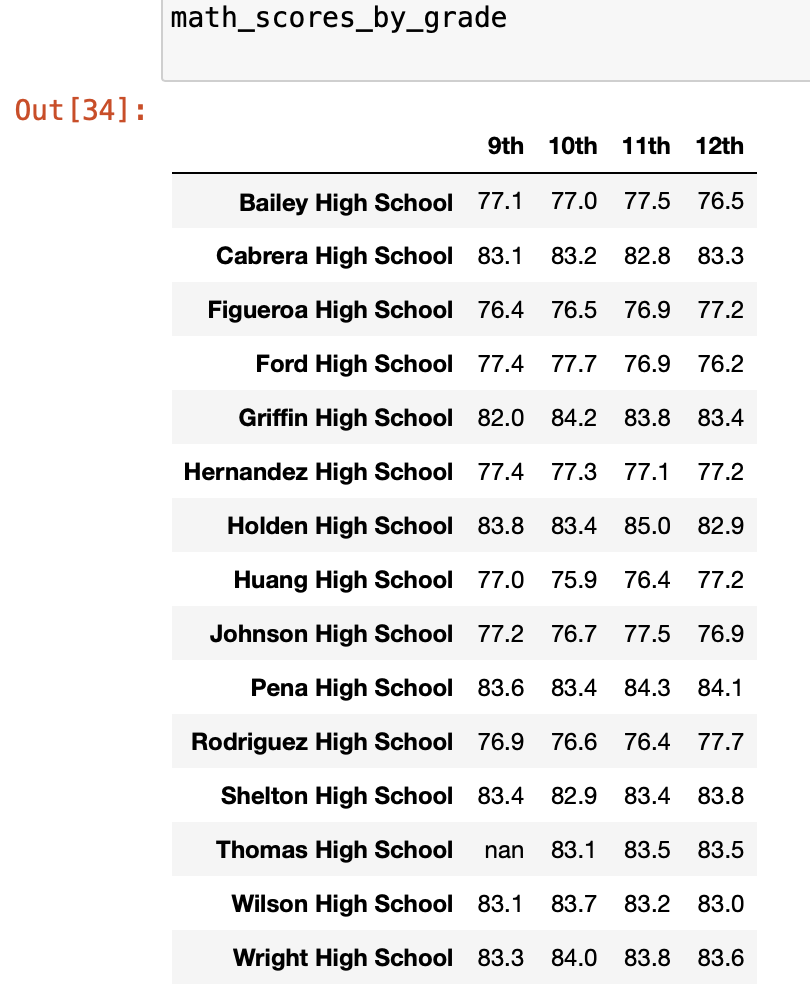 math_scores_by_grade
Out[34]:
9th 10th 11th 12th
Bailey High School 77.1 77.0 77.5 76.5
Cabrera High School 83.1 83.2 82.8 83.3
Figueroa High School 76.4 76.5 76.9 77.2
Ford High School 77.4 77.7 76.9 76.2
Griffin High School 82.0 84.2 83.8 83.4
Hernandez High School 77.4 77.3 77.1 77.2
Holden High School 83.8 83.4 85.0 82.9
Huang High School 77.0 75.9 76.4 77.2
Johnson High School 77.2 76.7 77.5 76.9
Pena High School 83.6 83.4 84.3 84.1
Rodriguez High School 76.9 76.6 76.4 77.7
Shelton High School 83.4 82.9 83.4 83.8
Thomas High School nan 83.1 83.5 83.5
Wilson High School 83.1 83.7 83.2 83.0
Wright High School 83.3 84.0 83.8 83.6